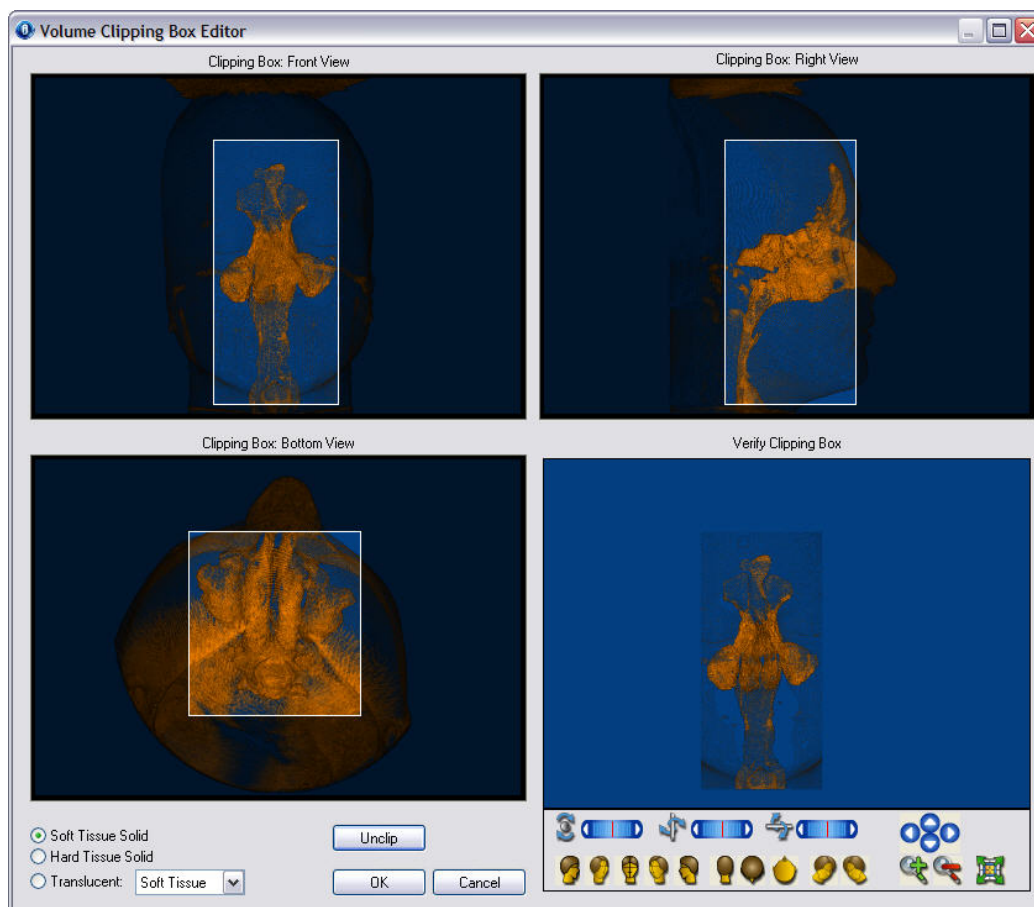 Volume Clipping Box Editor
Clipping Box: Front View
Clipping Box: Right View
Clipping Box: Bottom View
Verify Clipping Box
Soft Tissue Solid
Hard Tissue Solid
Translucent:
Soft Tissue
Unclip
OK
Cancel